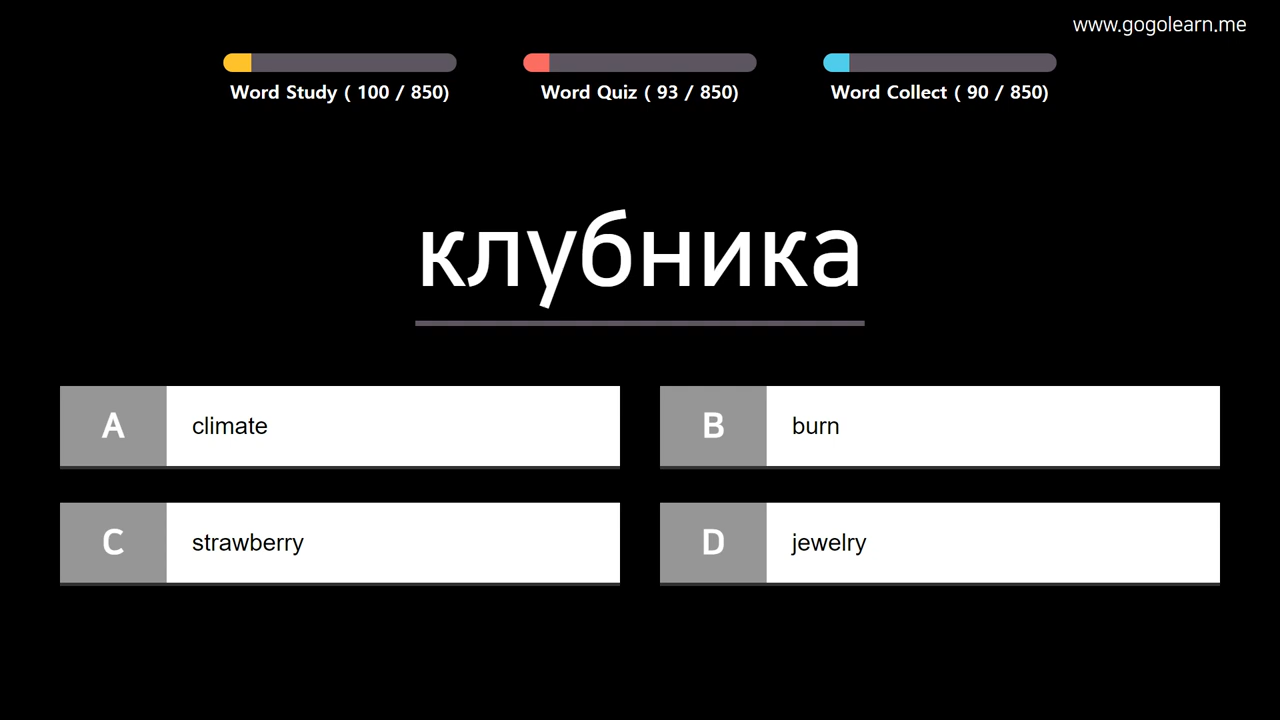 www.gogolearn.me
Word Study ( 100 / 850)
Word Quiz ( 93 / 850)
Word Collect ( 90 / 850)
клубника
A climate
B burn
C strawberry
D jewelry